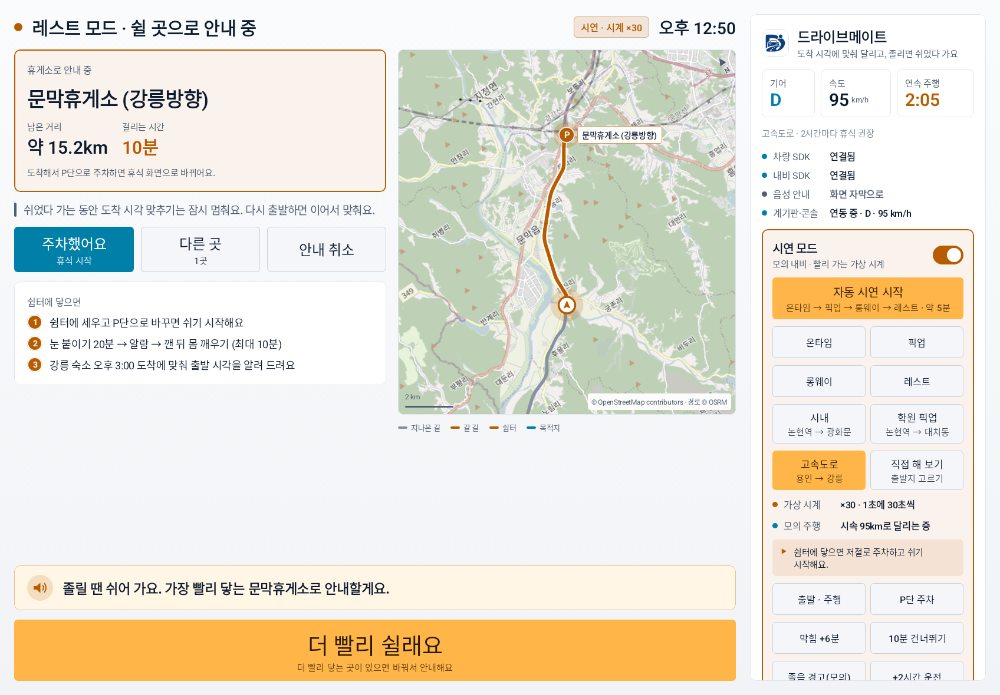 레스트 모드 · 쉴 곳으로 안내 중
시연 · 시계 ×30
오후 12:50
휴게소로 안내 중
문막휴게소 (강릉방향)
남은 거리
걸리는 시간
약 15.2km
10분
도착해서 P단으로 주차하면 휴식 화면으로 바뀌어요.
쉬었다 가는 동안 도착 시각 맞추기는 잠시 멈춰요. 다시 출발하면 이어서 맞춰요.
주차했어요
휴식 시작
다른 곳
1곳
안내 취소
쉼터에 닿으면
1 쉼터에 세우고 P단으로 바꾸면 쉬기 시작해요
2 눈 붙이기 20분 → 알람 → 깬 뒤 몸 깨우기 (최대 10분)
3 강릉 숙소 오후 3:00 도착에 맞춰 출발 시각을 알려 드려요
N
P
문막휴게소 (강릉방향)
문막읍
349
2 km
© OpenStreetMap contributors · 경로 © OSRM
지나온 길
갈 길
쉼터
목적지
졸릴 땐 쉬어 가요. 가장 빨리 닿는 문막휴게소로 안내할게요.
더 빨리 쉴래요
더 빨리 닿는 곳이 있으면 바꿔서 안내해요
드라이브메이트
도착 시각에 맞춰 달리고, 졸리면 쉬었다 가요
기어
D
속도
95 km/h
연속 주행
2:05
고속도로 · 2시간마다 휴식 권장
차량 SDK 연결됨
내비 SDK 연결됨
음성 안내 화면 자막으로
계기판·콘솔 연동 중 · D · 95 km/h
시연 모드
모의 내비 · 빨리 가는 가상 시계
자동 시연 시작
온타임 → 픽업 → 롱웨이 → 레스트 · 약 5분
온타임
픽업
롱웨이
레스트
시내
논현역 → 광화문
학원 픽업
논현역 → 대치동
고속도로
용인 → 강릉
직접 해 보기
출발지 고르기
가상 시계 ×30 · 1초에 30초씩
모의 주행 시속 95km로 달리는 중
쉼터에 닿으면 저절로 주차하고 쉬기
시작해요.
출발 · 주행
P단 주차
막힘 +6분
10분 건너뛰기
졸음 경고(모의)
+2시간 운전